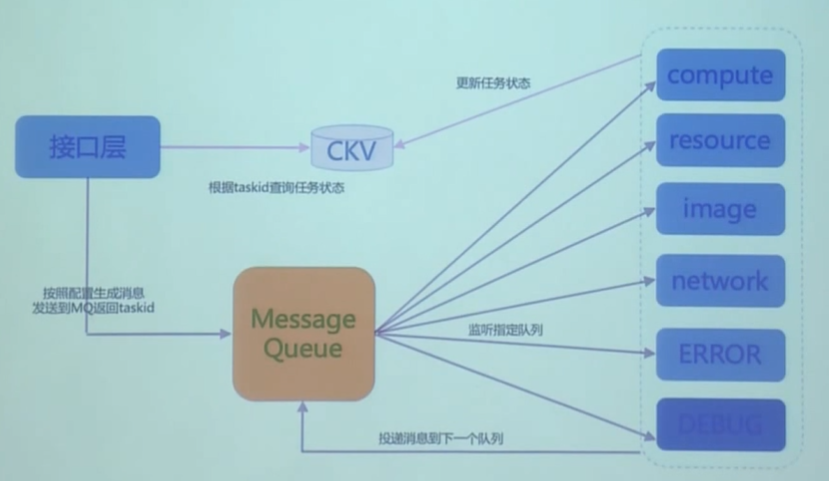 compute
更新任务状态
接口层
CKV
resource
根据taskid查询任务状态
image
network
按照配置生成消息
发送到MQ返回taskid
Message
Queue
监听指定队列
ERROR
DEBUG
投递消息到下一个队列